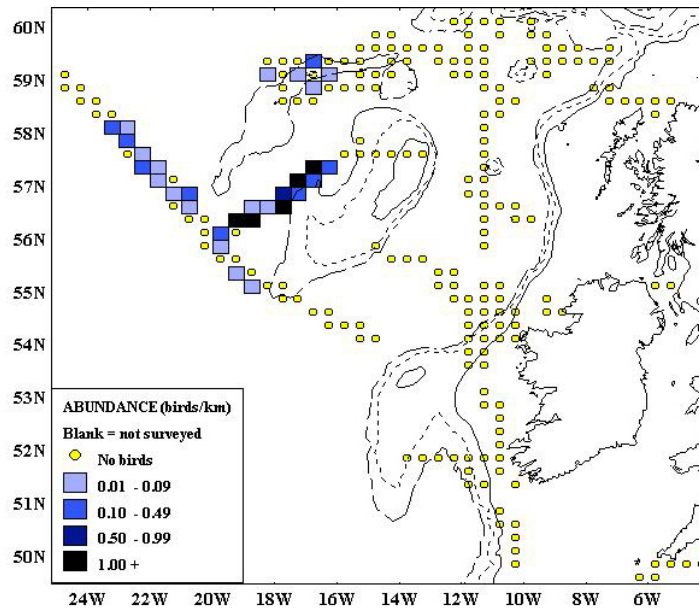 60N
59N
58N
57N
56N
55N
54N
53N
52N
51N
50N
ABUNDANCE (birds/km)
Blank = not surveyed
No birds
0.01 - 0.09
0.10 - 0.49
0.50 - 0.99
1.00 +
24W 22W 20W 18W 16W 14W 12W 10W 8W 6W